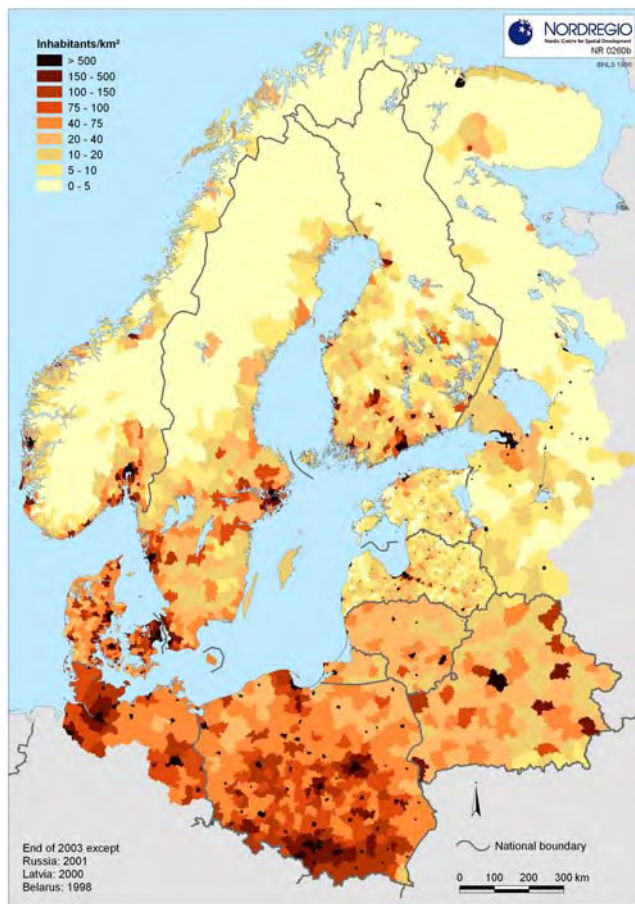 Inhabitants/km²
> 500
150 - 500
100 - 150
75 - 100
40 - 75
20 - 40
10 - 20
5 - 10
0 - 5
NORDREGIO
Nordic Centre for Spatial Development
NR 0260b
©NLS 1996
End of 2003 except
Russia: 2001
Latvia: 2000
Belarus: 1998
National boundary
0 100 200 300 km